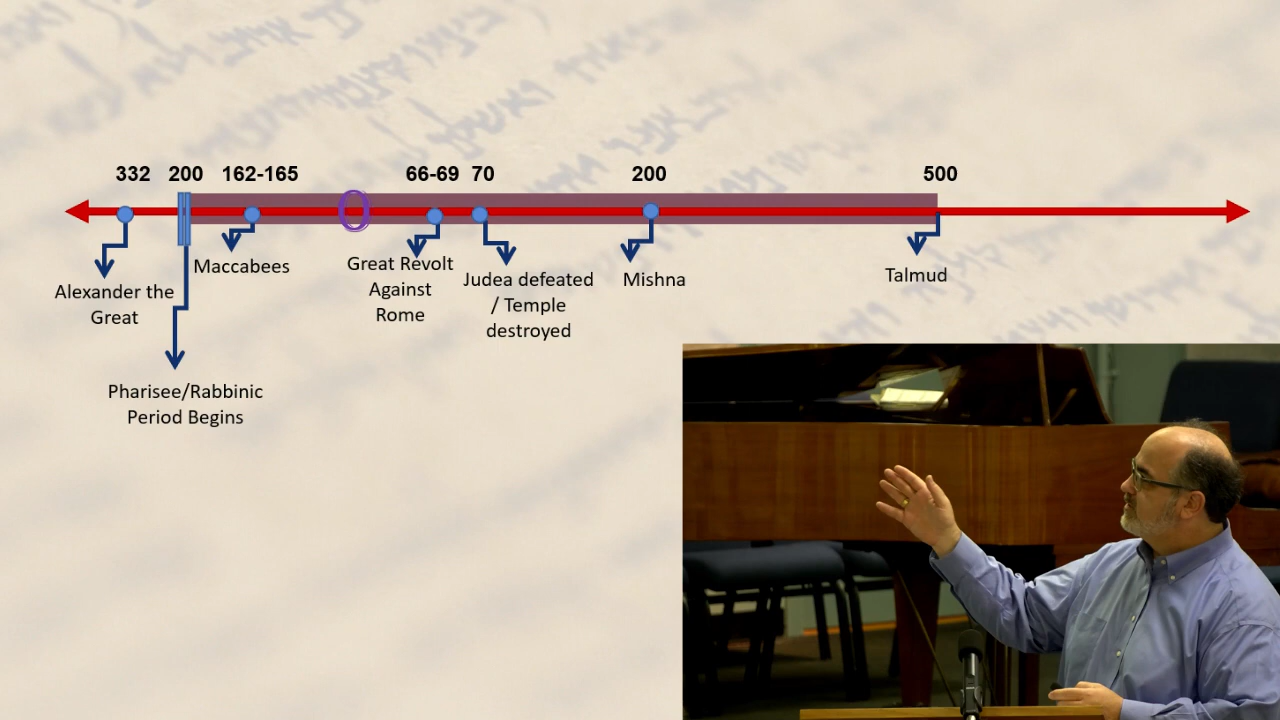 332 200 162-165 66-69 70 200 500
Alexander the
Great
Pharisee/Rabbinic
Period Begins
Maccabees
Great Revolt
Against
Rome
Judea defeated
/ Temple
destroyed
Mishna
Talmud